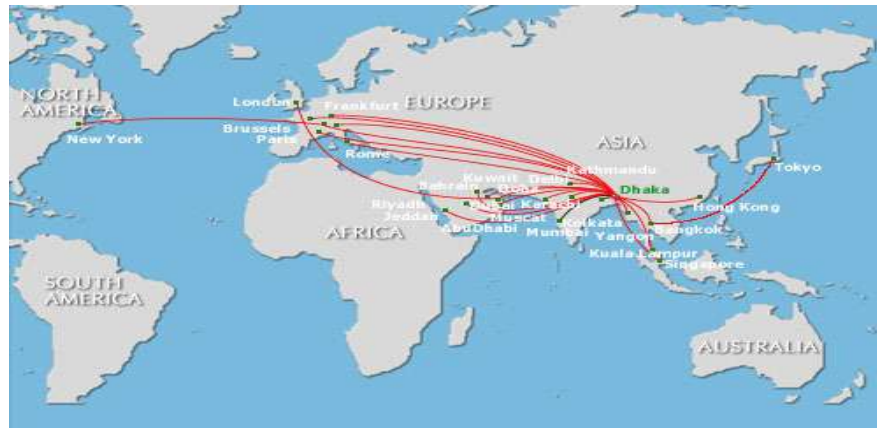 NORTH
AMERICA
New York
London
Frankfurt
EUROPE
Brussels
Paris
Rome
ASIA
Kathmandu
Tokyo
Kuwait
Delhi
Dhaka
Bahrain
Doha
Riyadh
Dubai
Karachi
Hong Kong
Jeddah
Muscat
Kolkata
AbuDhabi
Mumbai
Yangon
Bangkok
AFRICA
Kuala Lampur
Singapore
SOUTH
AMERICA
AUSTRALIA